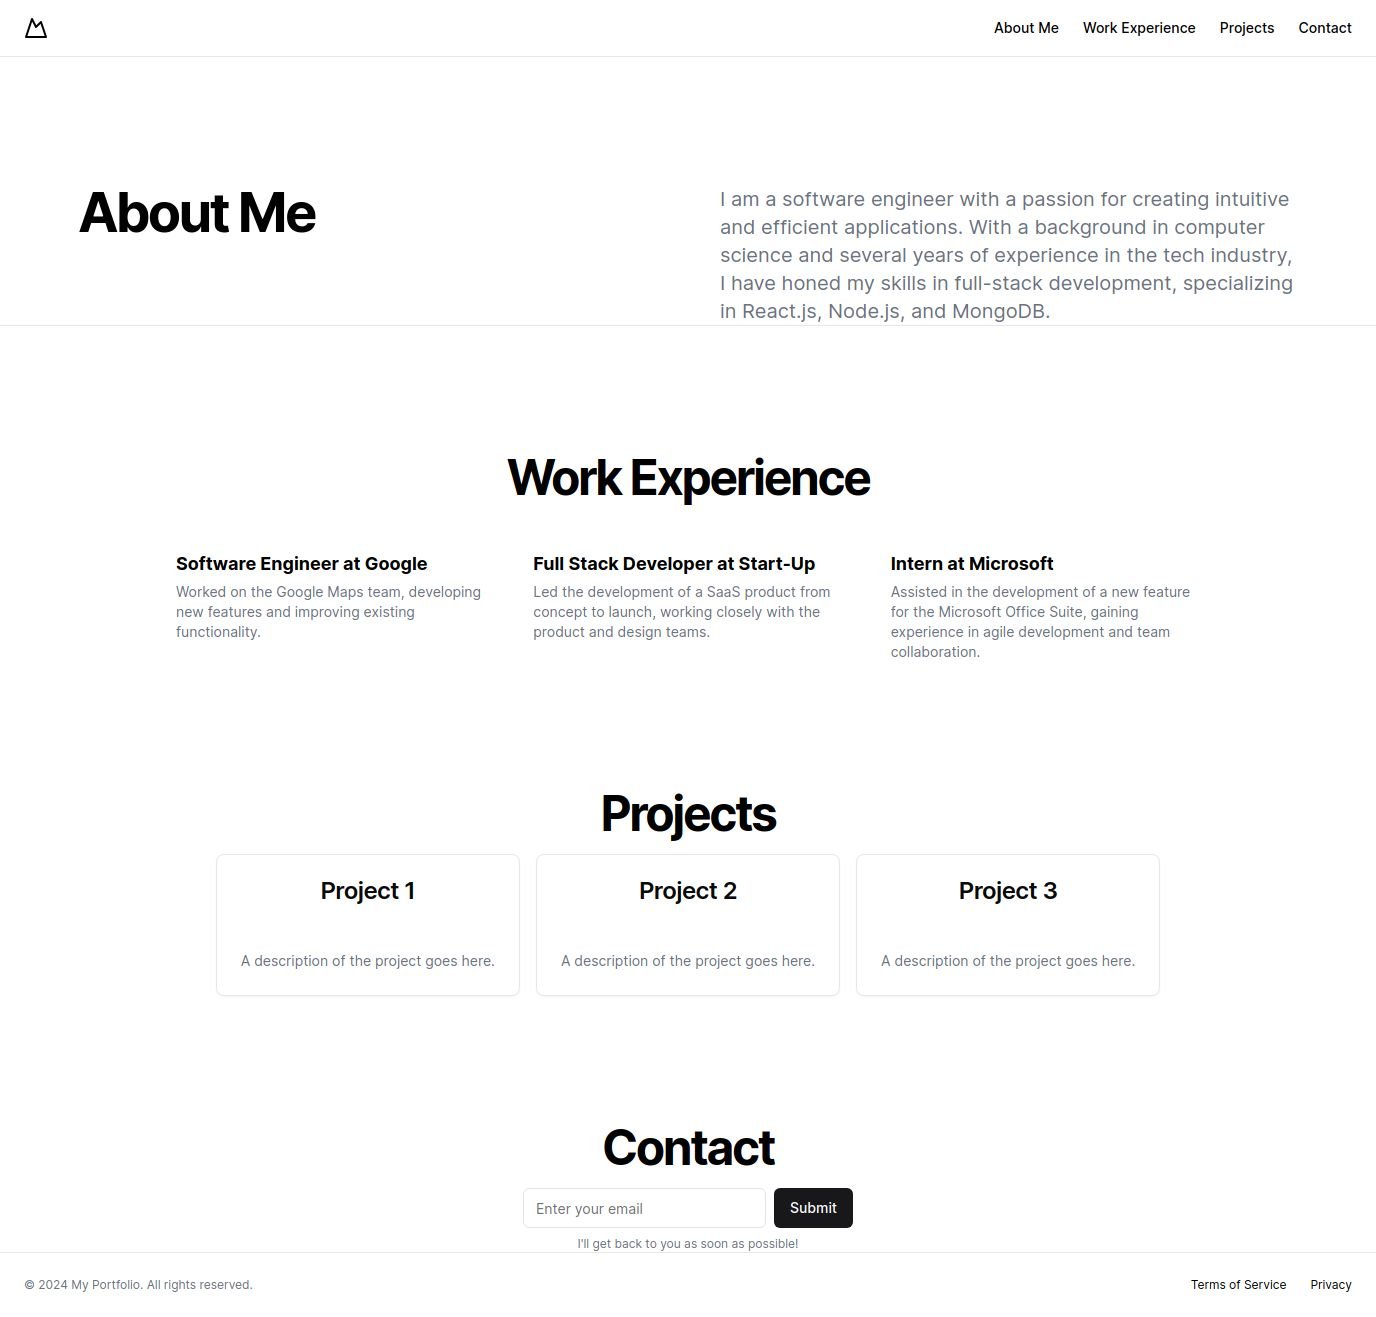 About Me Work Experience Projects Contact
About Me
I am a software engineer with a passion for creating intuitive
and efficient applications. With a background in computer
science and several years of experience in the tech industry,
I have honed my skills in full-stack development, specializing
in React.js, Node.js, and MongoDB.
Work Experience
Software Engineer at Google
Worked on the Google Maps team, developing
new features and improving existing
functionality.
Full Stack Developer at Start-Up
Led the development of a SaaS product from
concept to launch, working closely with the
product and design teams.
Intern at Microsoft
Assisted in the development of a new feature
for the Microsoft Office Suite, gaining
experience in agile development and team
collaboration.
Projects
Project 1
A description of the project goes here.
Project 2
A description of the project goes here.
Project 3
A description of the project goes here.
Contact
Enter your email
Submit
I'll get back to you as soon as possible!
© 2024 My Portfolio. All rights reserved.
Terms of Service Privacy